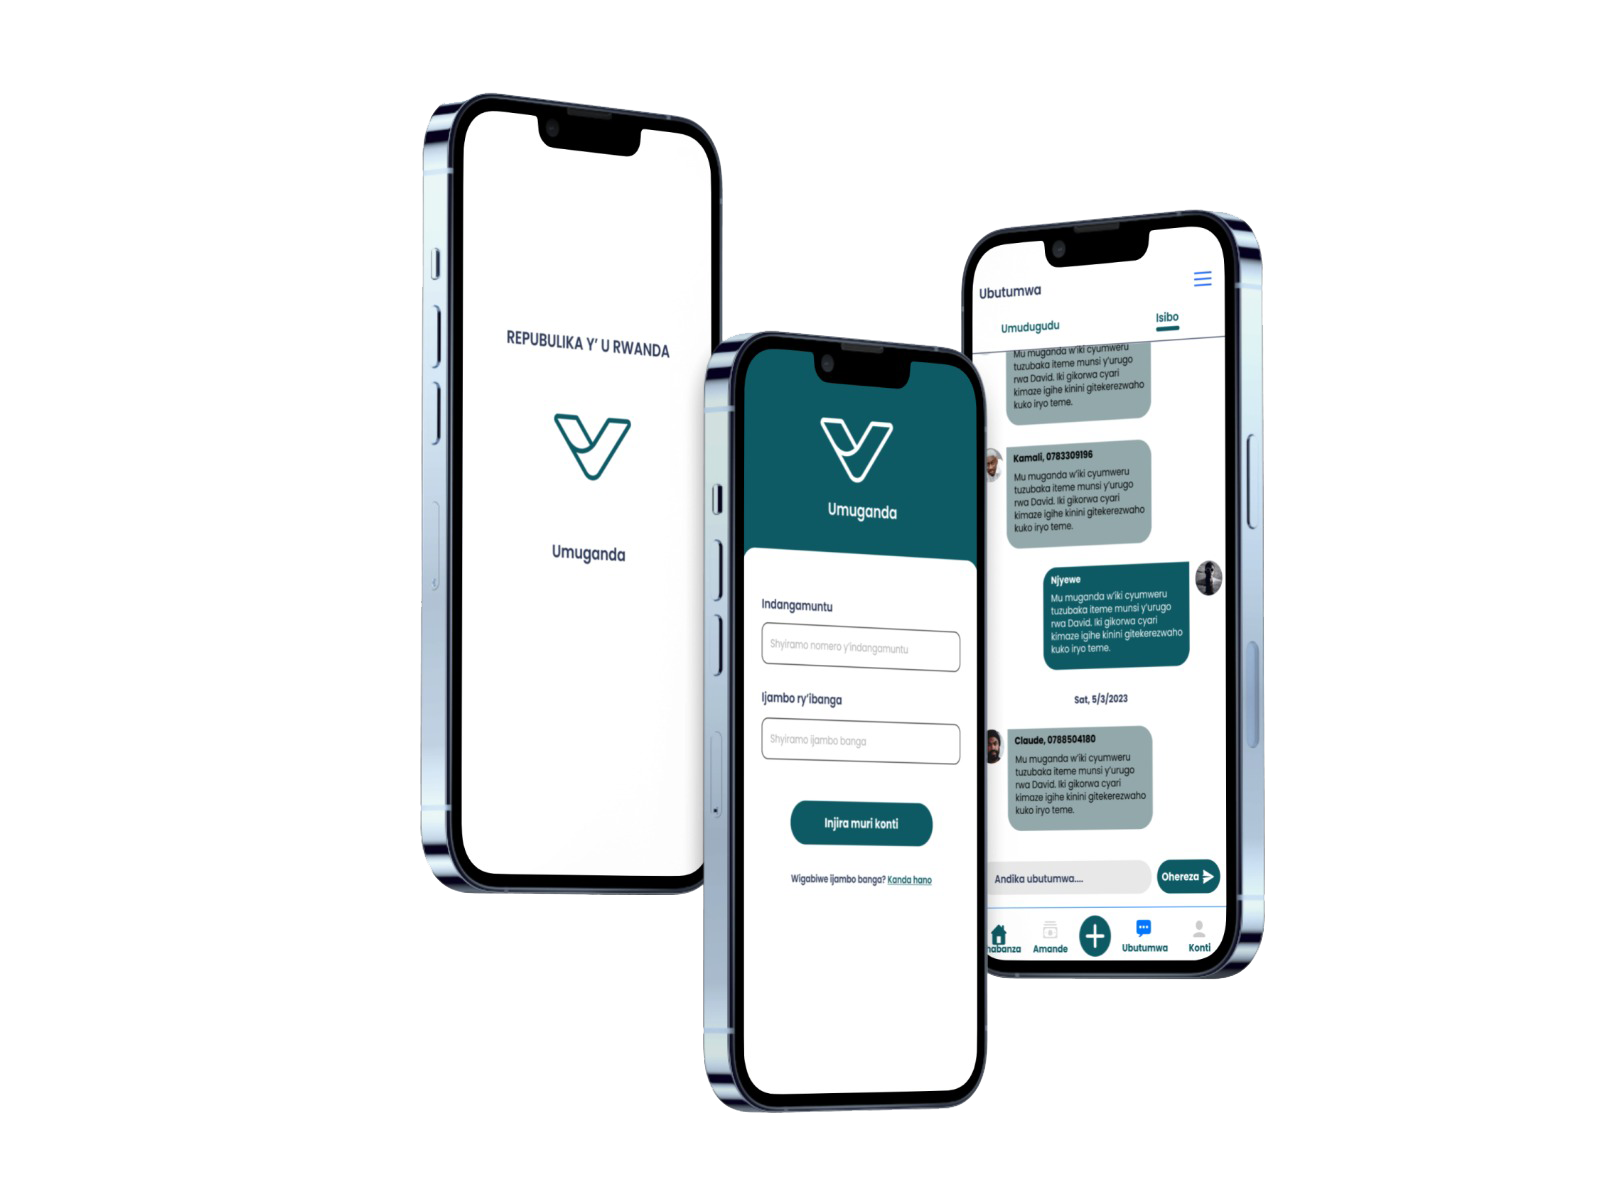 REPUBULIKA Y' U RWANDA
Umuganda
Umuganda
Indangamuntu
Shyiramo nomero y'indangamuntu
Ijambo ry'ibanga
Shyiramo ijambo banga
Injira muri konti
Wigabiwe ijambo banga? Kanda hano
Ubutumwa
Umudugudu
Isibo
Mu muganda w'iki cyumweru
tuzubaka iteme munsi y'urugo
rwa David. Iki gikorwa cyari
kimaze igihe kinini gitekerezwaho
kuko iryo teme.
Kamali, 0783309196
Mu muganda w'iki cyumweru
tuzubaka iteme munsi y'urugo
rwa David. Iki gikorwa cyari
kimaze igihe kinini gitekerezwaho
kuko iryo teme.
Njyewe
Mu muganda w'iki cyumweru
tuzubaka iteme munsi y'urugo
rwa David. Iki gikorwa cyari
kimaze igihe kinini gitekerezwaho
kuko iryo teme.
Sat, 5/3/2023
Claude, 0788504180
Mu muganda w'iki cyumweru
tuzubaka iteme munsi y'urugo
rwa David. Iki gikorwa cyari
kimaze igihe kinini gitekerezwaho
kuko iryo teme.
Andika ubutumwa....
Ohereza
Amande
Ubutumwa
Konti